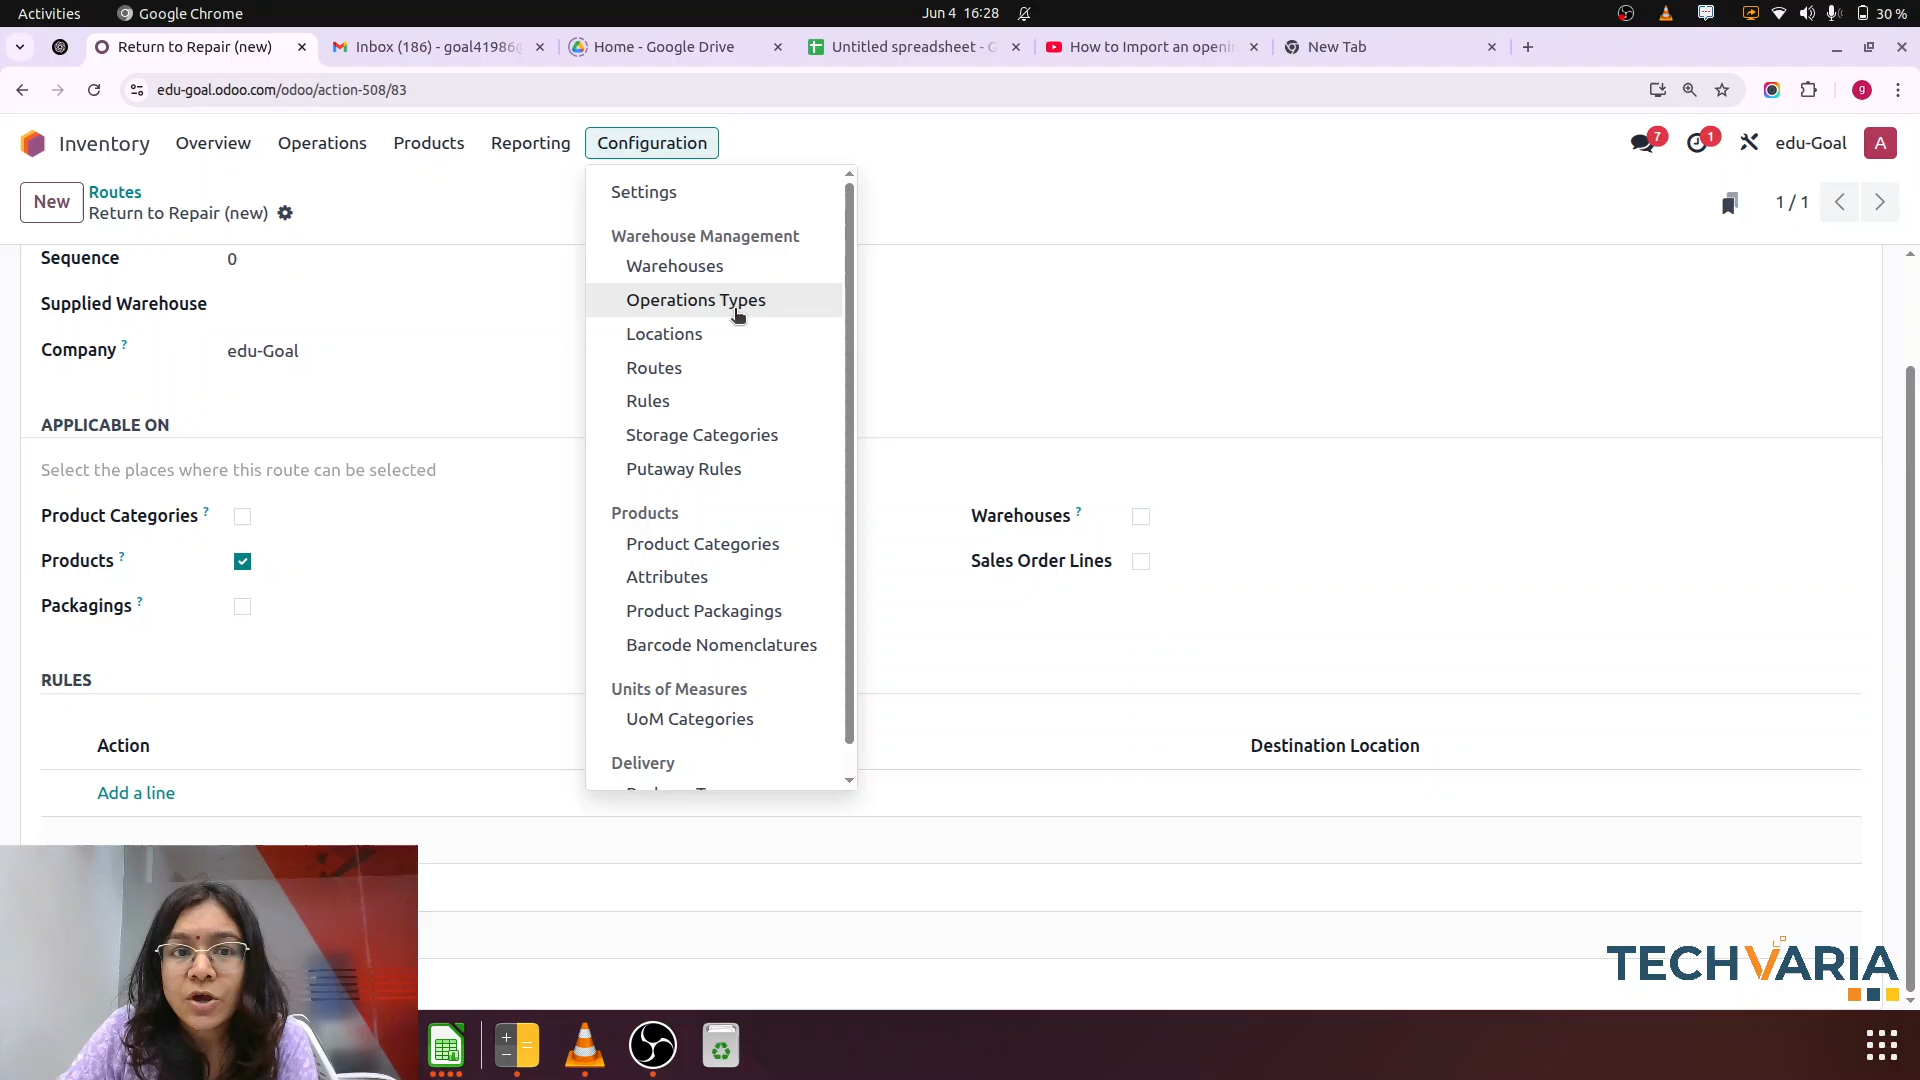 Activities
Google Chrome
Jun 4 16:28
30 %
Return to Repair (new)
Inbox (186) - goal41986
Home - Google Drive
Untitled spreadsheet - G
How to Import an openi
New Tab
edu-goal.odoo.com/odoo/action-508/83
g
Inventory
Overview
Operations
Products
Reporting
Configuration
7
1
edu-Goal
A
New
Routes
Return to Repair (new)
1 / 1
Sequence
0
Supplied Warehouse
Company ?
edu-Goal
Settings
Warehouse Management
Warehouses
Operations Types
Locations
Routes
Rules
Storage Categories
Putaway Rules
Products
Product Categories
Attributes
Product Packagings
Barcode Nomenclatures
Units of Measures
UoM Categories
Delivery
APPLICABLE ON
Select the places where this route can be selected
Product Categories ?
Products ?
Packagings ?
Warehouses ?
Sales Order Lines
RULES
Action
Destination Location
Add a line
TECHVARIA